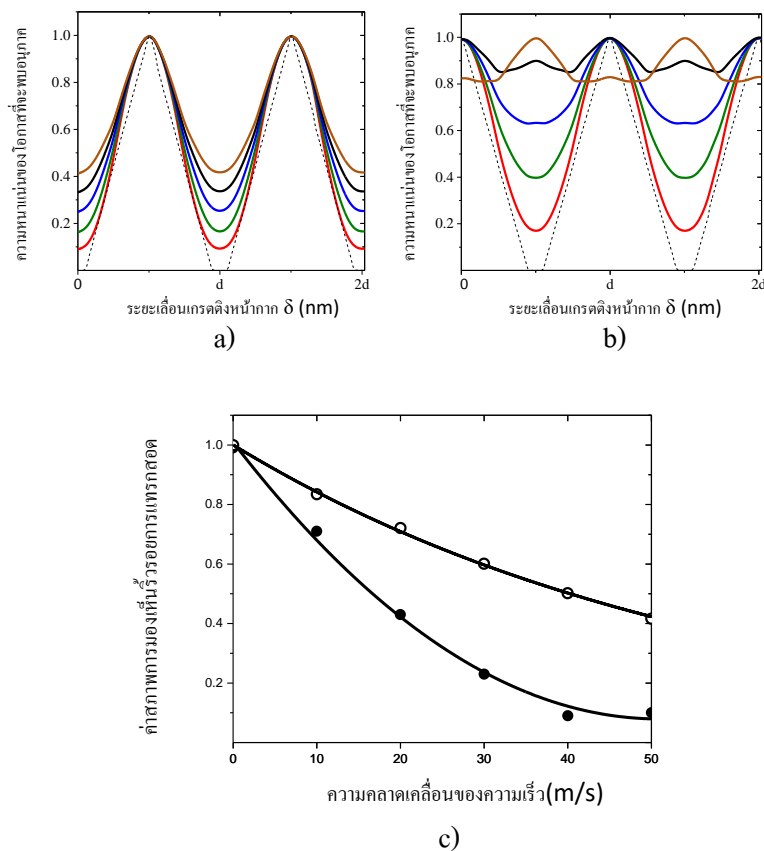 1.0
0.8
0.6
0.4
0.2
0
d
2d
ความหนาแน่นของโอกาสที่จะพบอนุภาค
ระยะเลื่อนเกรตติงหน้ากาก δ (nm)
a)
1.0
0.8
0.6
0.4
0.2
0
d
2d
ความหนาแน่นของโอกาสที่จะพบอนุภาค
ระยะเลื่อนเกรตติงหน้ากาก δ (nm)
b)
1.0
0.8
0.6
0.4
0.2
0
10
20
30
40
50
ค่าสภาพการมองเห็นริ้วรอยการแทรกสอด
ความคลาดเคลื่อนของความเร็ว(m/s)
c)